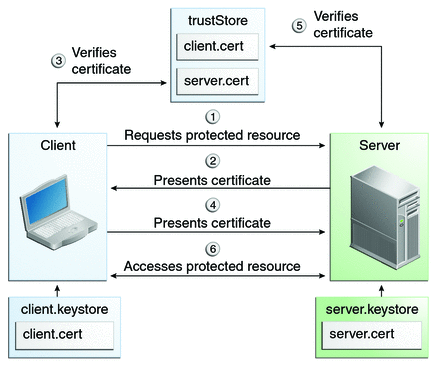 trustStore
client.cert
server.cert
3 Verifies
certificate
5 Verifies
certificate
1
Requests protected resource
Client
Server
2
Presents certificate
4
Presents certificate
6
Accesses protected resource
client.keystore
client.cert
server.keystore
server.cert